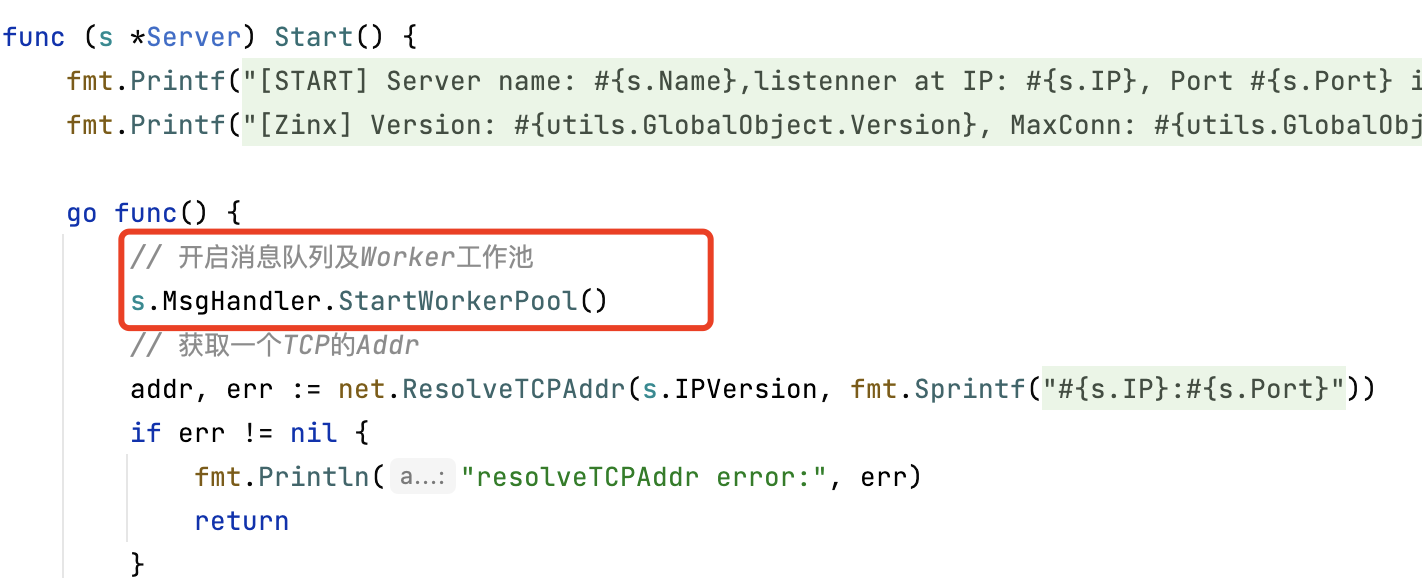 func (s *Server) Start() {
fmt.Printf("[START] Server name: #{s.Name},listenner at IP: #{s.IP}, Port #{s.Port} i
fmt.Printf("[Zinx] Version: #{utils.GlobalObject.Version}, MaxConn: #{utils.GlobalObj
go func() {
// 开启消息队列及Worker工作池
s.MsgHandler.StartWorkerPool()
// 获取一个TCP的Addr
addr, err := net.ResolveTCPAddr(s.IPVersion, fmt.Sprintf("#{s.IP}:#{s.Port}"))
if err != nil {
fmt.Println( a...: "resolveTCPAddr error:", err)
return
}